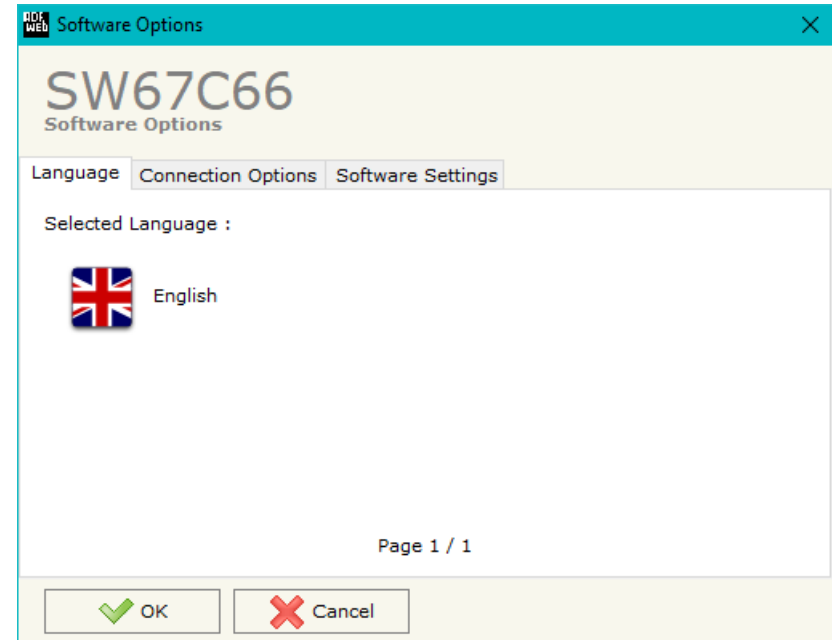 ADF
WEB
Software Options
SW67C66
Software Options
Language
Connection Options
Software Settings
Selected Language :
English
Page 1 / 1
OK
Cancel